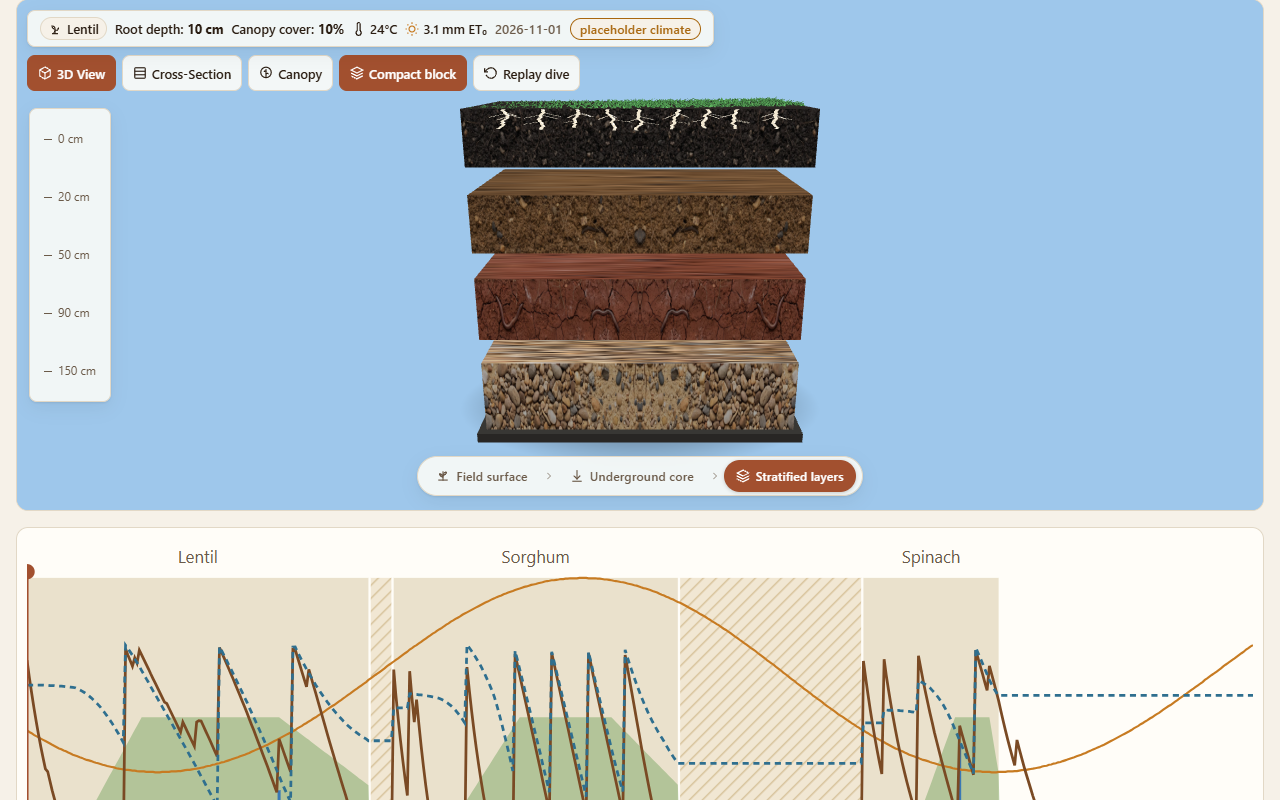 Lentil Root depth: 10 cm Canopy cover: 10% 24°C 3.1 mm ET₀ 2026-11-01 placeholder climate
3D View Cross-Section Canopy Compact block Replay dive
0 cm
20 cm
50 cm
90 cm
150 cm
Field surface Underground core Stratified layers
Lentil Sorghum Spinach